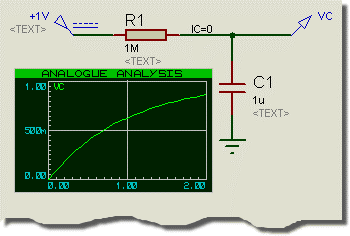 +1V
<TEXT>
R1
1M
<TEXT>
IC=0
VC
ANALOGUE ANALYSIS
1.00
VC
500m
0.00
0.00
1.00
2.00
C1
1u
<TEXT>